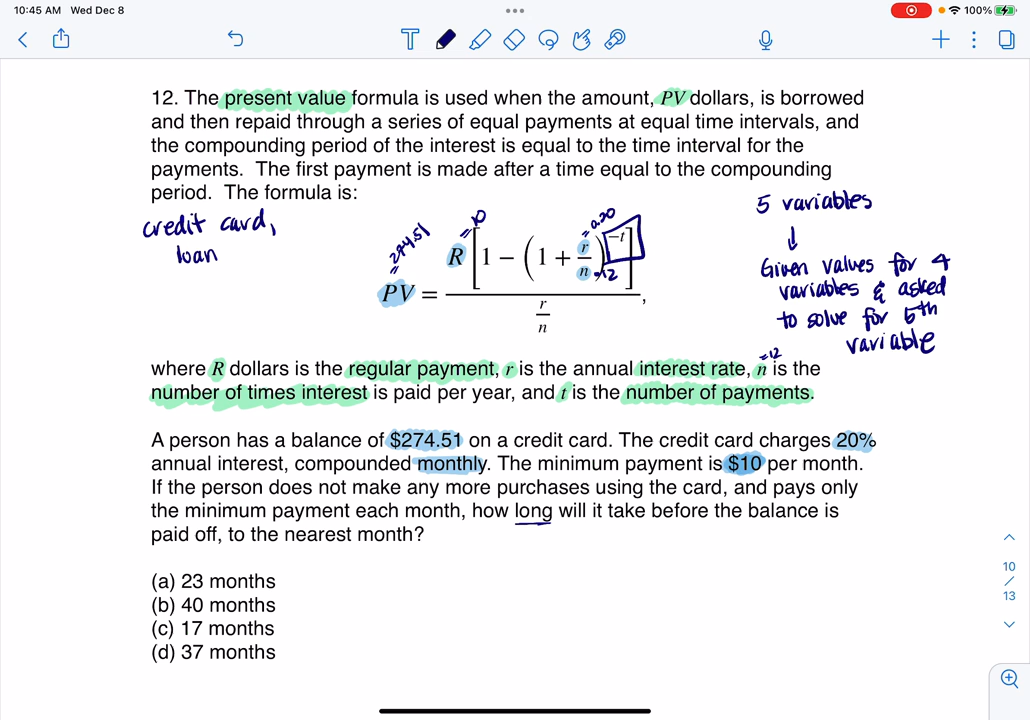 10:45 AM Wed Dec 8
100%
12. The present value formula is used when the amount, PV dollars, is borrowed
and then repaid through a series of equal payments at equal time intervals, and
the compounding period of the interest is equal to the time interval for the
payments. The first payment is made after a time equal to the compounding
period. The formula is:
credit card,
loan
5 variables
↓
Given values for 4
variables & asked
to solve for 5th
variable
= 274.51
= 10
= 0.20
= 12
PV = R[1 − (1 + r/n)^−t] / (r/n),
where R dollars is the regular payment, r is the annual interest rate, n is the
=12
number of times interest is paid per year, and t is the number of payments.
A person has a balance of $274.51 on a credit card. The credit card charges 20%
annual interest, compounded monthly. The minimum payment is $10 per month.
If the person does not make any more purchases using the card, and pays only
the minimum payment each month, how long will it take before the balance is
paid off, to the nearest month?
(a) 23 months
(b) 40 months
(c) 17 months
(d) 37 months
10
/
13